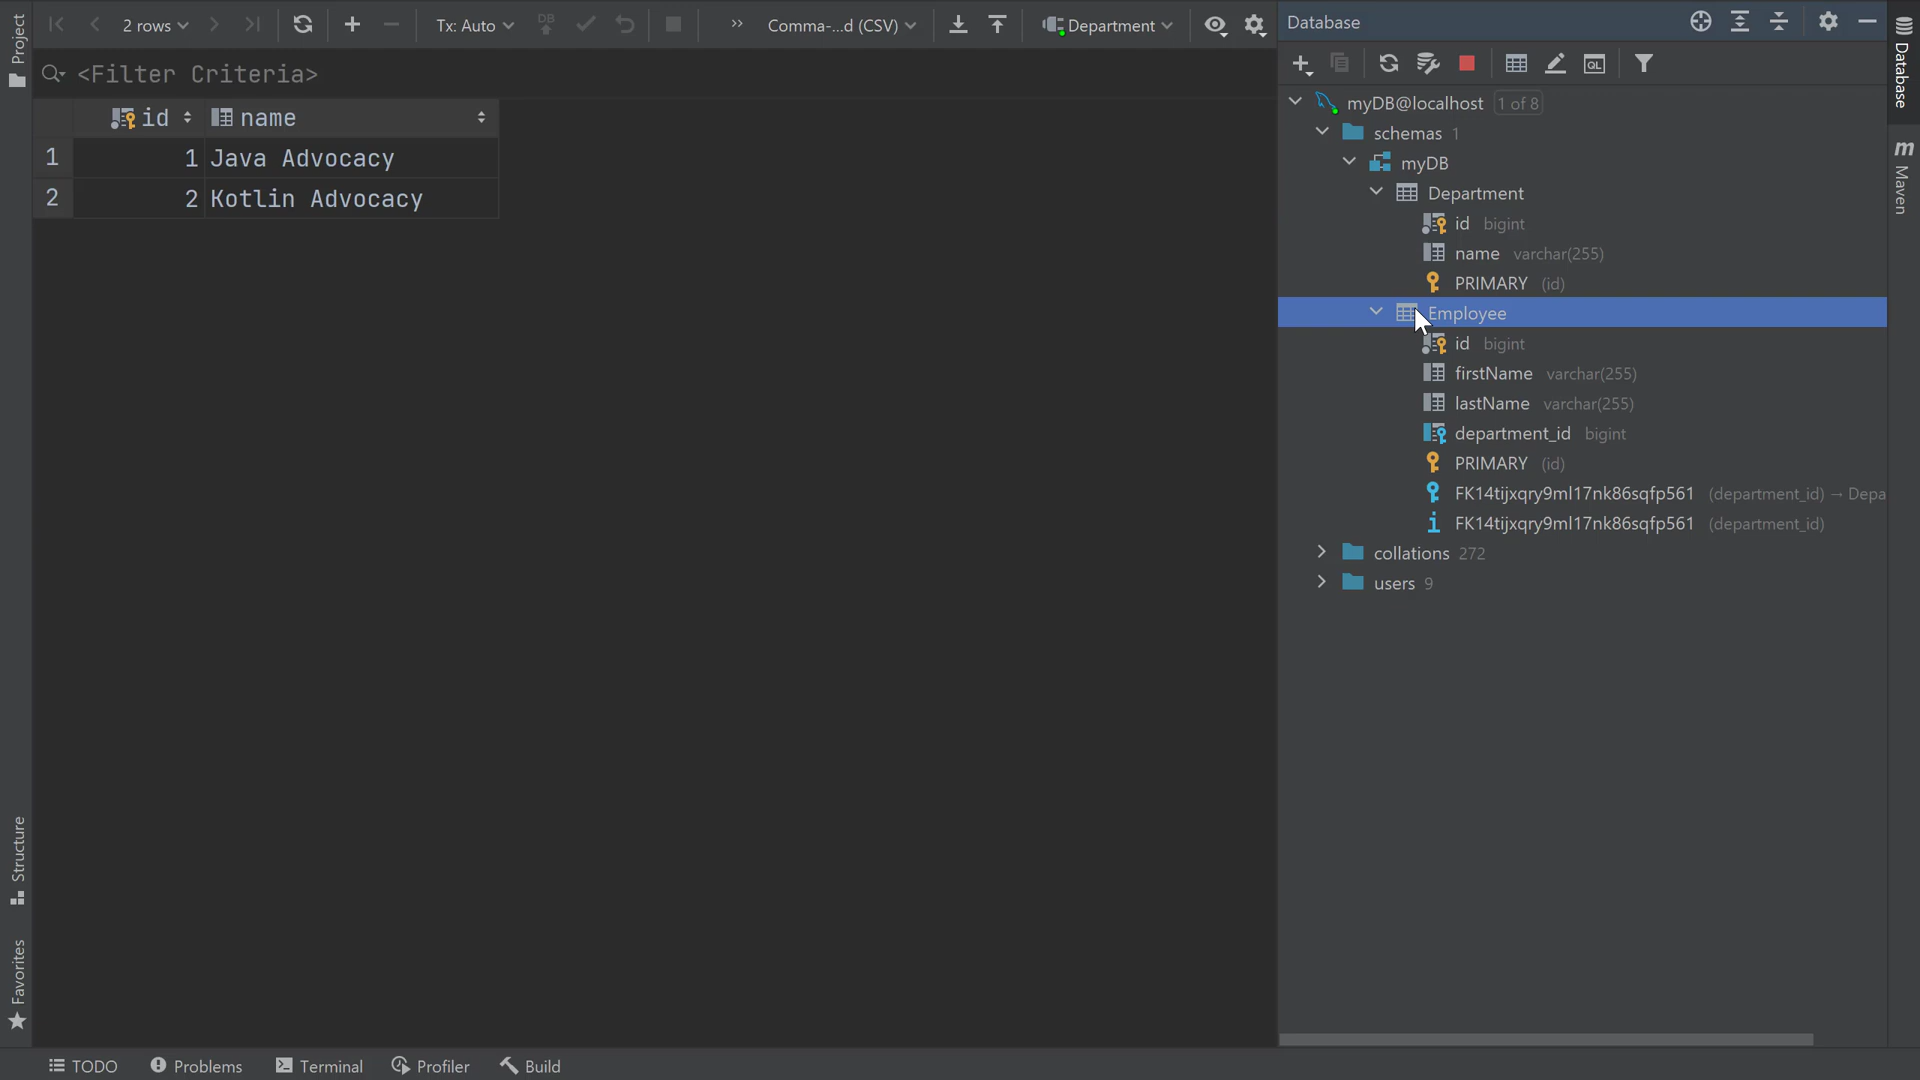 Project
2 rows
Tx: Auto
DB
Comma-...d (CSV)
Department
<Filter Criteria>
id
name
1
1
Java Advocacy
2
2
Kotlin Advocacy
Database
QL
myDB@localhost 1 of 8
schemas 1
myDB
Department
id bigint
name varchar(255)
PRIMARY (id)
Employee
id bigint
firstName varchar(255)
lastName varchar(255)
department_id bigint
PRIMARY (id)
FK14tijxqry9ml17nk86sqfp561 (department_id) → Depa
FK14tijxqry9ml17nk86sqfp561 (department_id)
collations 272
users 9
Database
m
Maven
Structure
Favorites
TODO
Problems
Terminal
Profiler
Build